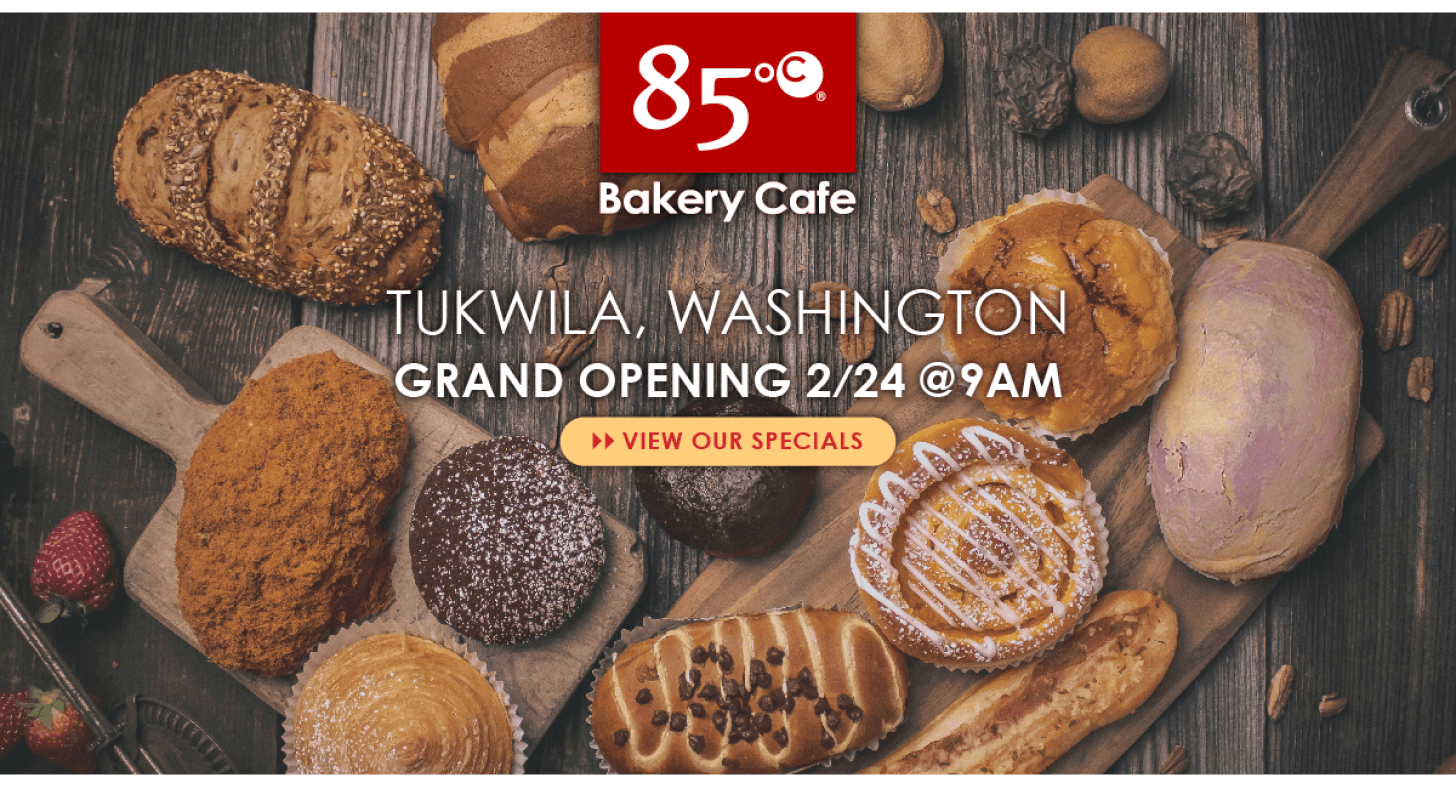 85°C®
Bakery Cafe
TUKWILA, WASHINGTON
GRAND OPENING 2/24 @9AM
VIEW OUR SPECIALS